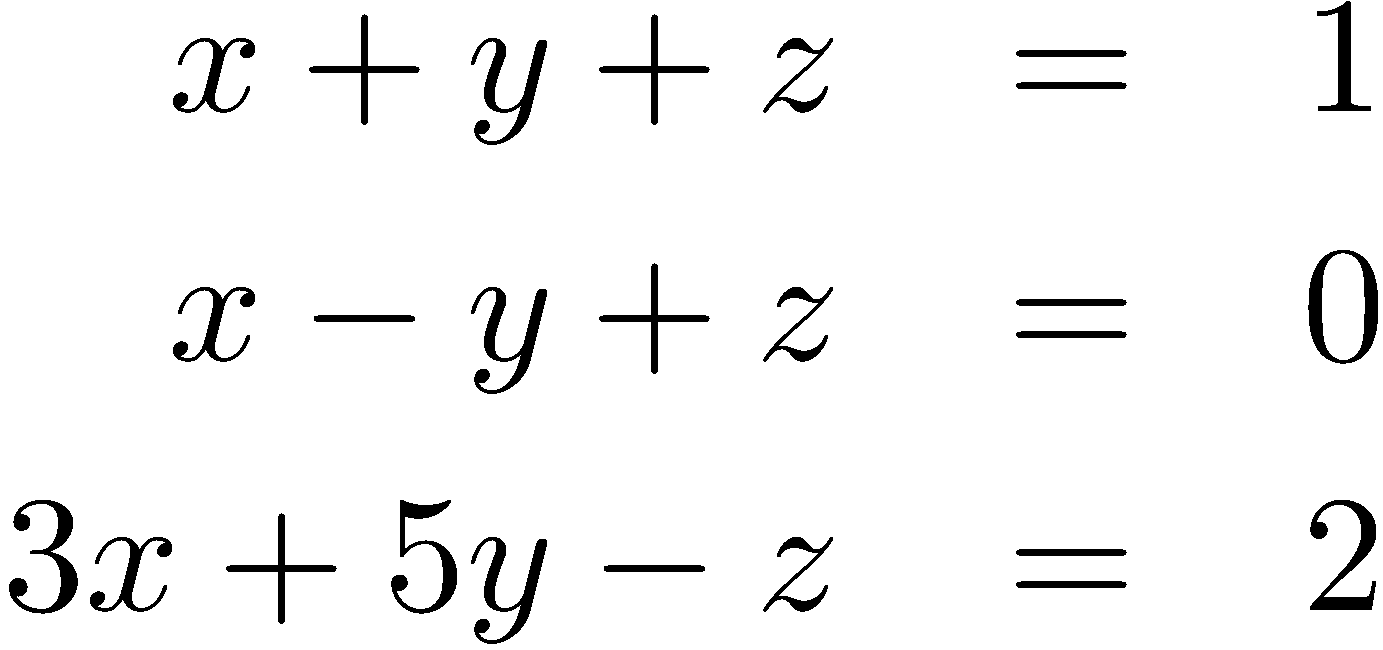 x + y + z = 1
x − y + z = 0
3x + 5y − z = 2